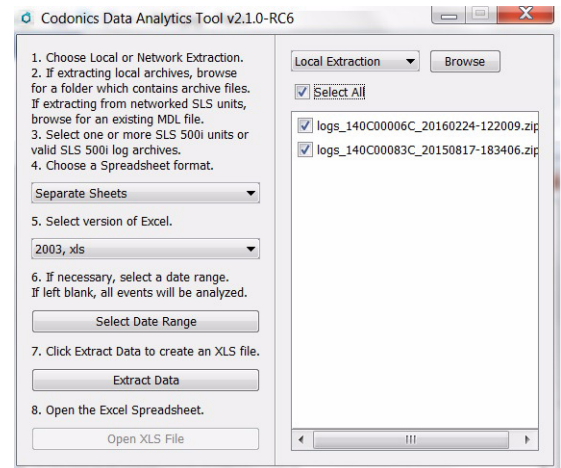 Codonics Data Analytics Tool v2.1.0-RC6
1. Choose Local or Network Extraction.
2. If extracting local archives, browse
for a folder which contains archive files.
If extracting from networked SLS units,
browse for an MDL file.
3. Select one or more SLS 500i units or
valid SLS 500i log archives.
4. Choose a Spreadsheet format.
Separate Sheets
5. Select version of Excel.
2003, xls
6. If necessary, select a date range.
If left blank, all events will be analyzed.
Select Date Range
7. Click Extract Data to create an XLS file.
Extract Data
8. Open the Excel Spreadsheet.
Open XLS File
Local Extraction
Browse
Select All
logs_140C00006C_20160224-122009.zip
logs_140C00083C_20150817-183406.zip